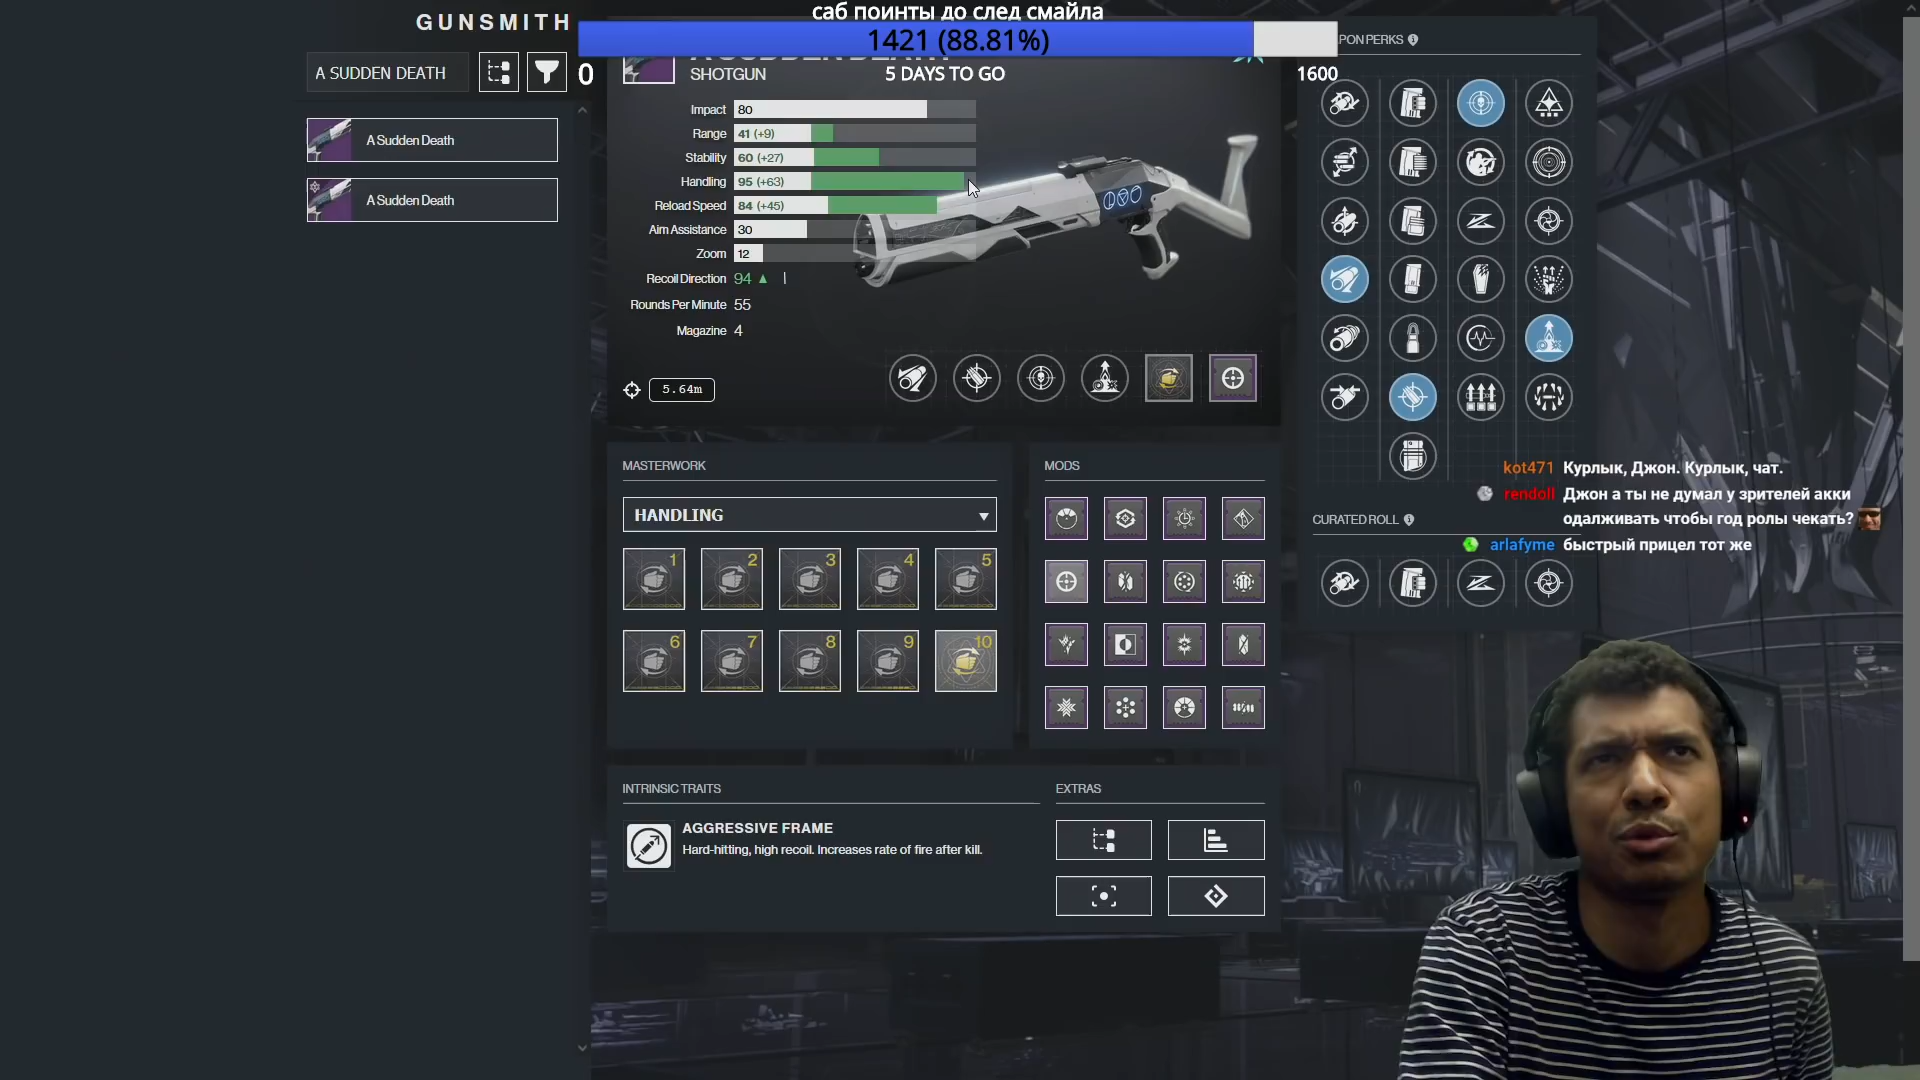 GUNSMITH
саб поинты до след смайла
1421 (88.81%)
0
1600
5 DAYS TO GO
A SUDDEN DEATH
A Sudden Death
A Sudden Death
A SUDDEN DEATH
SHOTGUN
Impact 80
Range 41 (+9)
Stability 60 (+27)
Handling 95 (+63)
Reload Speed 84 (+45)
Aim Assistance 30
Zoom 12
Recoil Direction 94
Rounds Per Minute 55
Magazine 4
5.64m
MASTERWORK
HANDLING
1 2 3 4 5
6 7 8 9 10
MODS
INTRINSIC TRAITS
AGGRESSIVE FRAME
Hard-hitting, high recoil. Increases rate of fire after kill.
EXTRAS
PON PERKS
CURATED ROLL
kot471 Курлык, Джон. Курлык, чат.
rendoll Джон а ты не думал у зрителей акки
одалживать чтобы год ролы чекать?
arlafyme быстрый прицел тот же